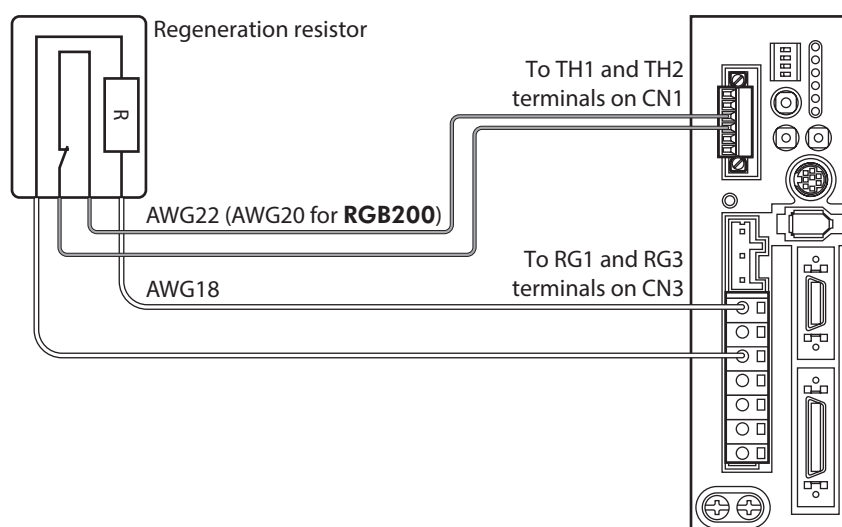 Regeneration resistor
R
To TH1 and TH2
terminals on CN1
AWG22 (AWG20 for RGB200)
To RG1 and RG3
terminals on CN3
AWG18